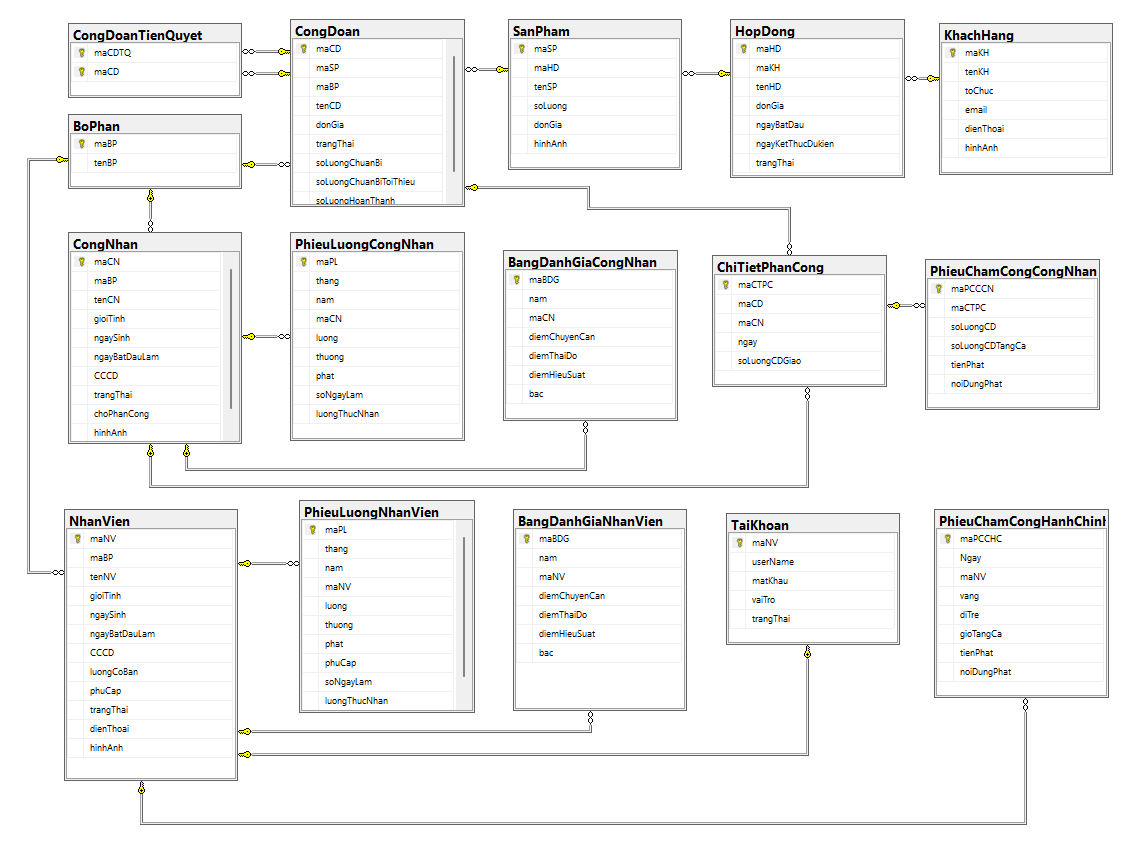 CongDoanTienQuyet
maCDTQ
maCD
CongDoan
maCD
maSP
maBP
tenCD
donGia
trangThai
soLuongChuanBi
soLuongChuanBiToiThieu
soLuongHoanThanh
SanPham
maSP
maHD
tenSP
soLuong
donGia
hinhAnh
HopDong
maHD
maKH
tenHD
donGia
ngayBatDau
ngayKetThucDukien
trangThai
KhachHang
maKH
tenKH
toChuc
email
dienThoai
hinhAnh
BoPhan
maBP
tenBP
CongNhan
maCN
maBP
tenCN
gioiTinh
ngaySinh
ngayBatDauLam
CCCD
trangThai
choPhanCong
hinhAnh
PhieuLuongCongNhan
maPL
thang
nam
maCN
luong
thuong
phat
soNgayLam
luongThucNhan
BangDanhGiaCongNhan
maBDG
nam
maCN
diemChuyenCan
diemThaiDo
diemHieuSuat
bac
ChiTietPhanCong
maCTPC
maCD
maCN
ngay
soLuongCDGiao
PhieuChamCongCongNhan
maPCCCN
maCTPC
soLuongCD
soLuongCDTangCa
tienPhat
noiDungPhat
NhanVien
maNV
maBP
tenNV
gioiTinh
ngaySinh
ngayBatDauLam
CCCD
luongCoBan
phuCap
trangThai
dienThoai
hinhAnh
PhieuLuongNhanVien
maPL
thang
nam
maNV
luong
thuong
phat
phuCap
soNgayLam
luongThucNhan
BangDanhGiaNhanVien
maBDG
nam
maNV
diemChuyenCan
diemThaiDo
diemHieuSuat
bac
TaiKhoan
maNV
userName
matKhau
vaiTro
trangThai
PhieuChamCongHanhChinh
maPCCHC
Ngay
maNV
vang
diTre
gioTangCa
tienPhat
noiDungPhat